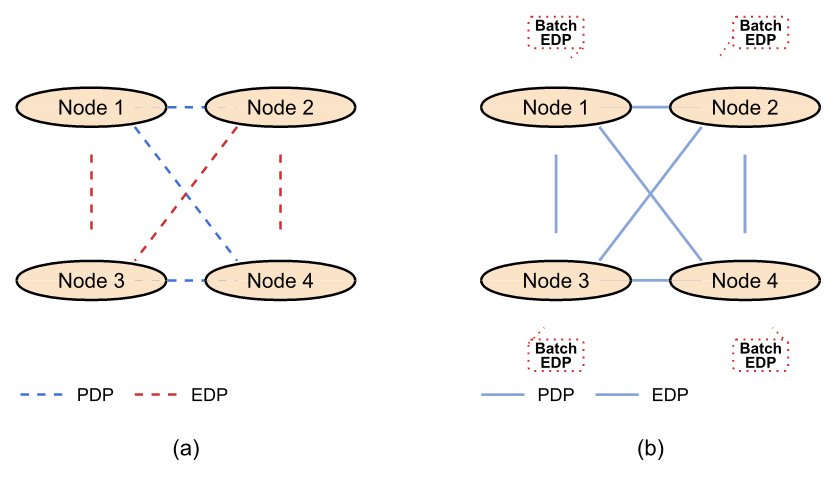 Batch
EDP
Batch
EDP
Node 1
Node 2
Node 1
Node 2
Node 3
Node 4
Node 3
Node 4
Batch
EDP
Batch
EDP
PDP
EDP
PDP
EDP
(a)
(b)